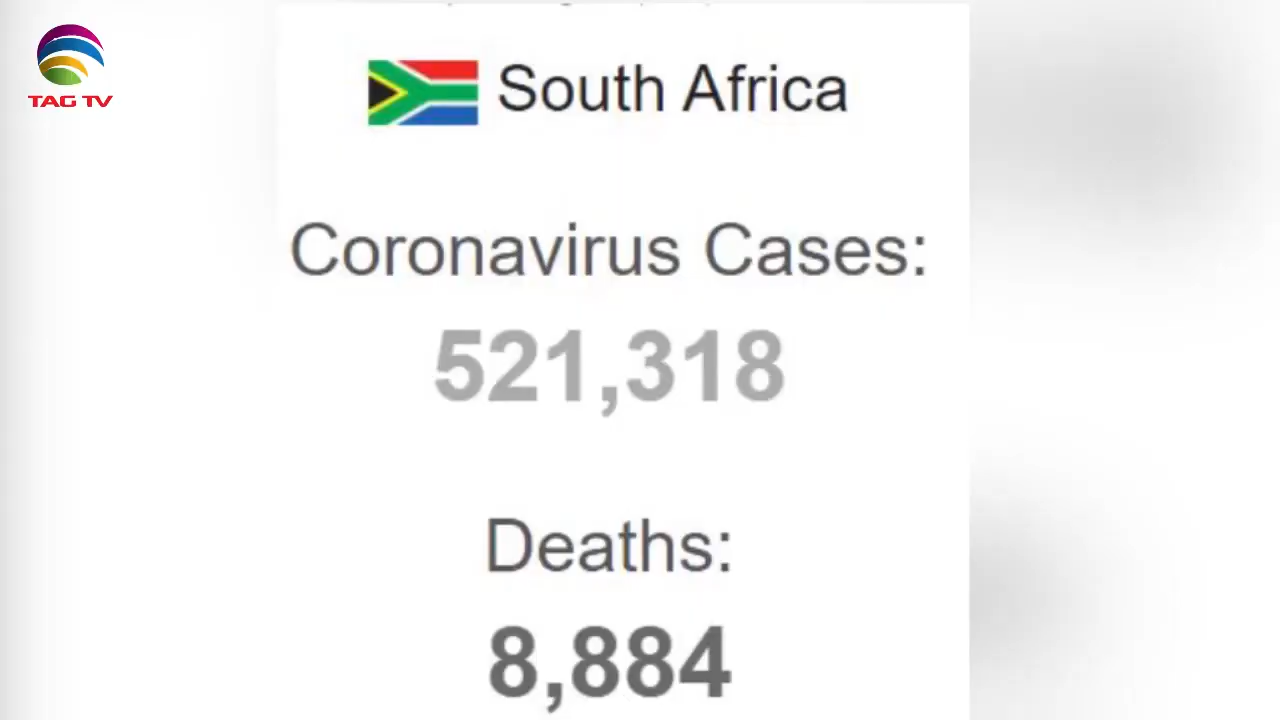 TAG TV
South Africa
Coronavirus Cases:
521,318
Deaths:
8,884